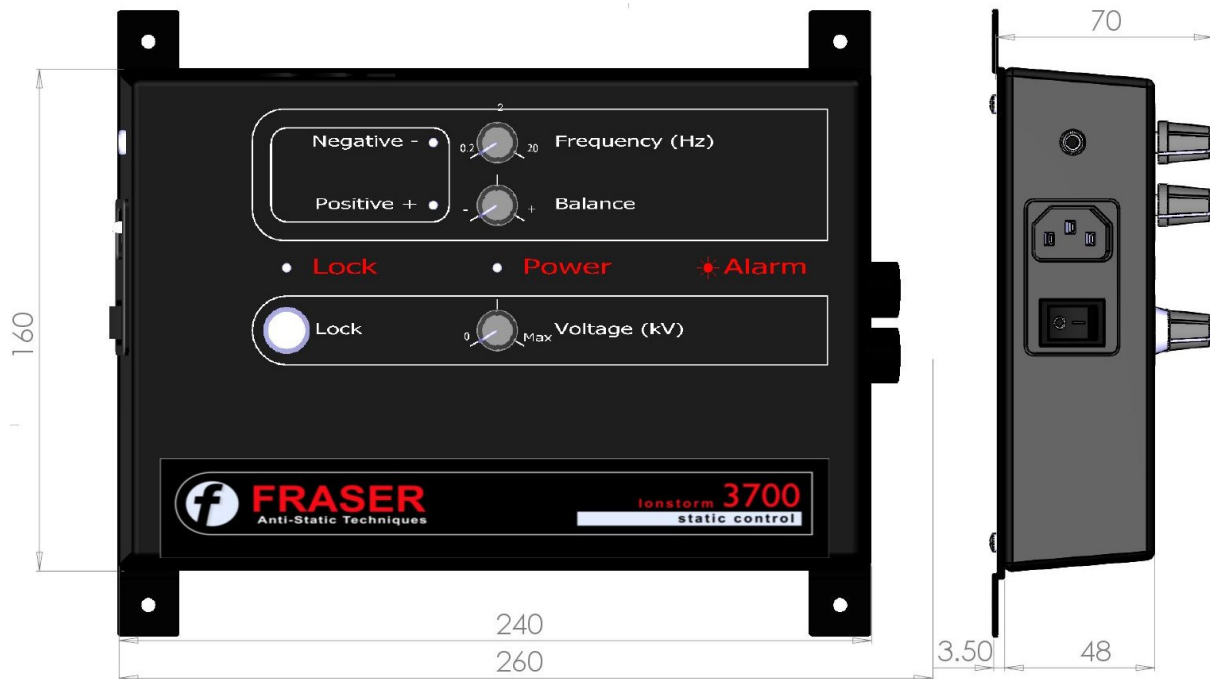 70
2
Negative -
0.2
20
Frequency (Hz)
Positive +
-
+
Balance
Lock
Power
Alarm
160
Lock
0
Max
Voltage (kV)
f FRASER
Anti-Static Techniques
Ionstorm 3700
static control
240
260
3.50
48